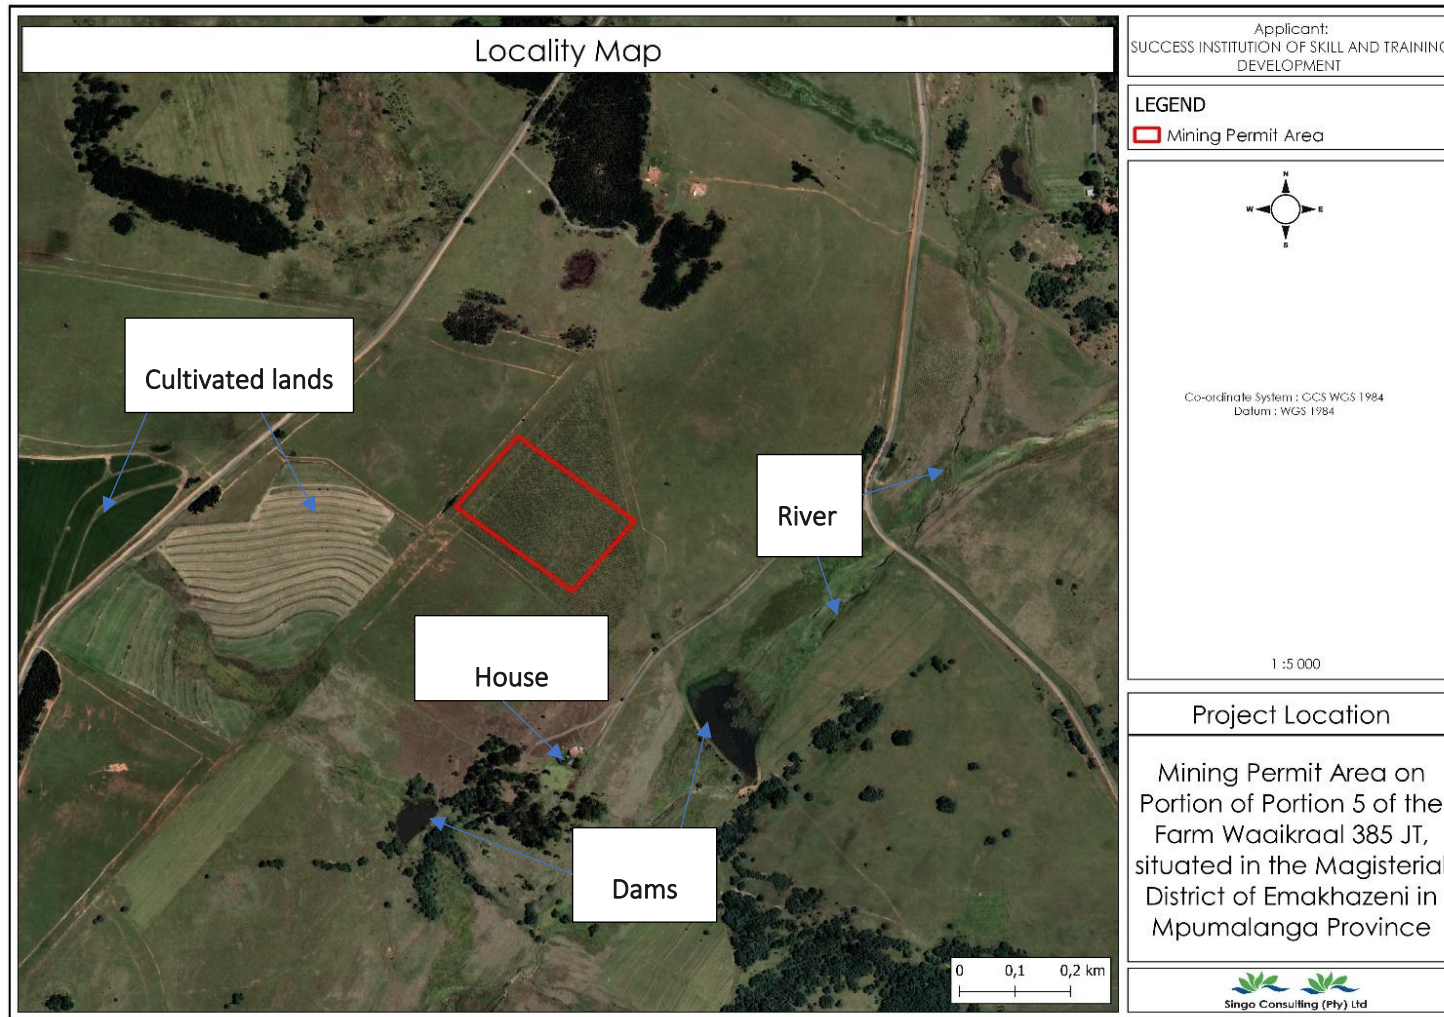 Locality Map
Applicant:
SUCCESS INSTITUTION OF SKILL AND TRAINING
DEVELOPMENT
LEGEND
Mining Permit Area
N
W E
S
Co-ordinate System : GCS WGS 1984
Datum : WGS 1984
1 :5 000
Project Location
Mining Permit Area on
Portion of Portion 5 of the
Farm Waaikraal 385 JT,
situated in the Magisterial
District of Emakhazeni in
Mpumalanga Province
Singo Consulting (Pty) Ltd
Cultivated lands
River
House
Dams
0 0,1 0,2 km